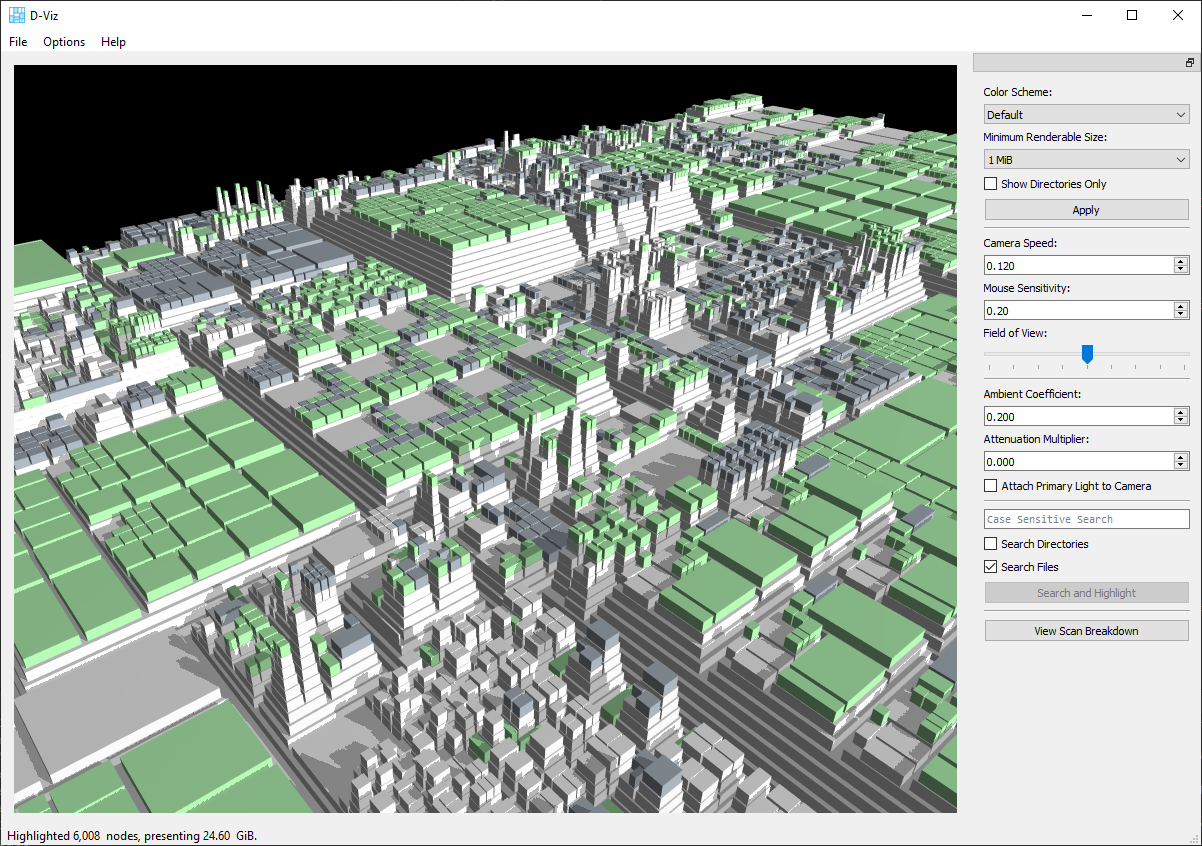 D-Viz
File Options Help
Color Scheme:
Default
Minimum Renderable Size:
1 MiB
Show Directories Only
Apply
Camera Speed:
0.120
Mouse Sensitivity:
0.20
Field of View:
Ambient Coefficient:
0.200
Attenuation Multiplier:
0.000
Attach Primary Light to Camera
Case Sensitive Search
Search Directories
Search Files
Search and Highlight
View Scan Breakdown
Highlighted 6,008 nodes, presenting 24.60 GiB.